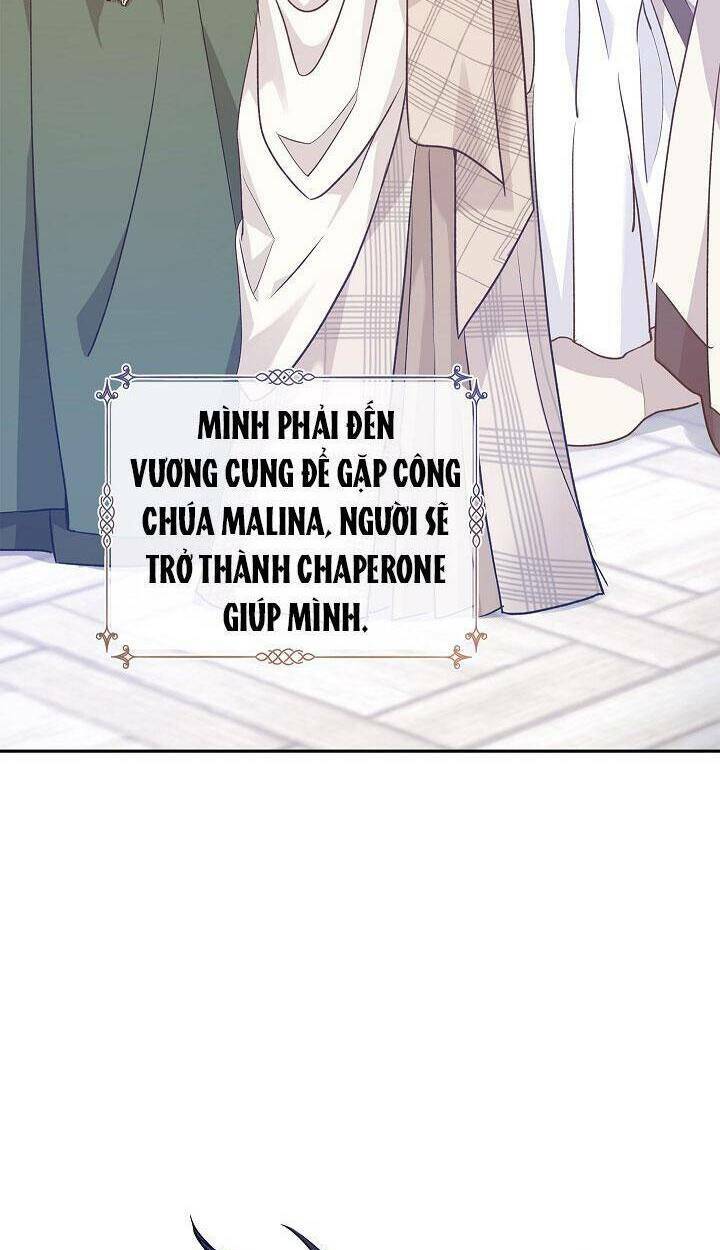 MÌNH PHẢI ĐẾN
VƯƠNG CUNG ĐỂ GẶP CÔNG
CHÚA MALINA, NGƯỜI SẼ
TRỞ THÀNH CHAPERONE
GIÚP MÌNH.